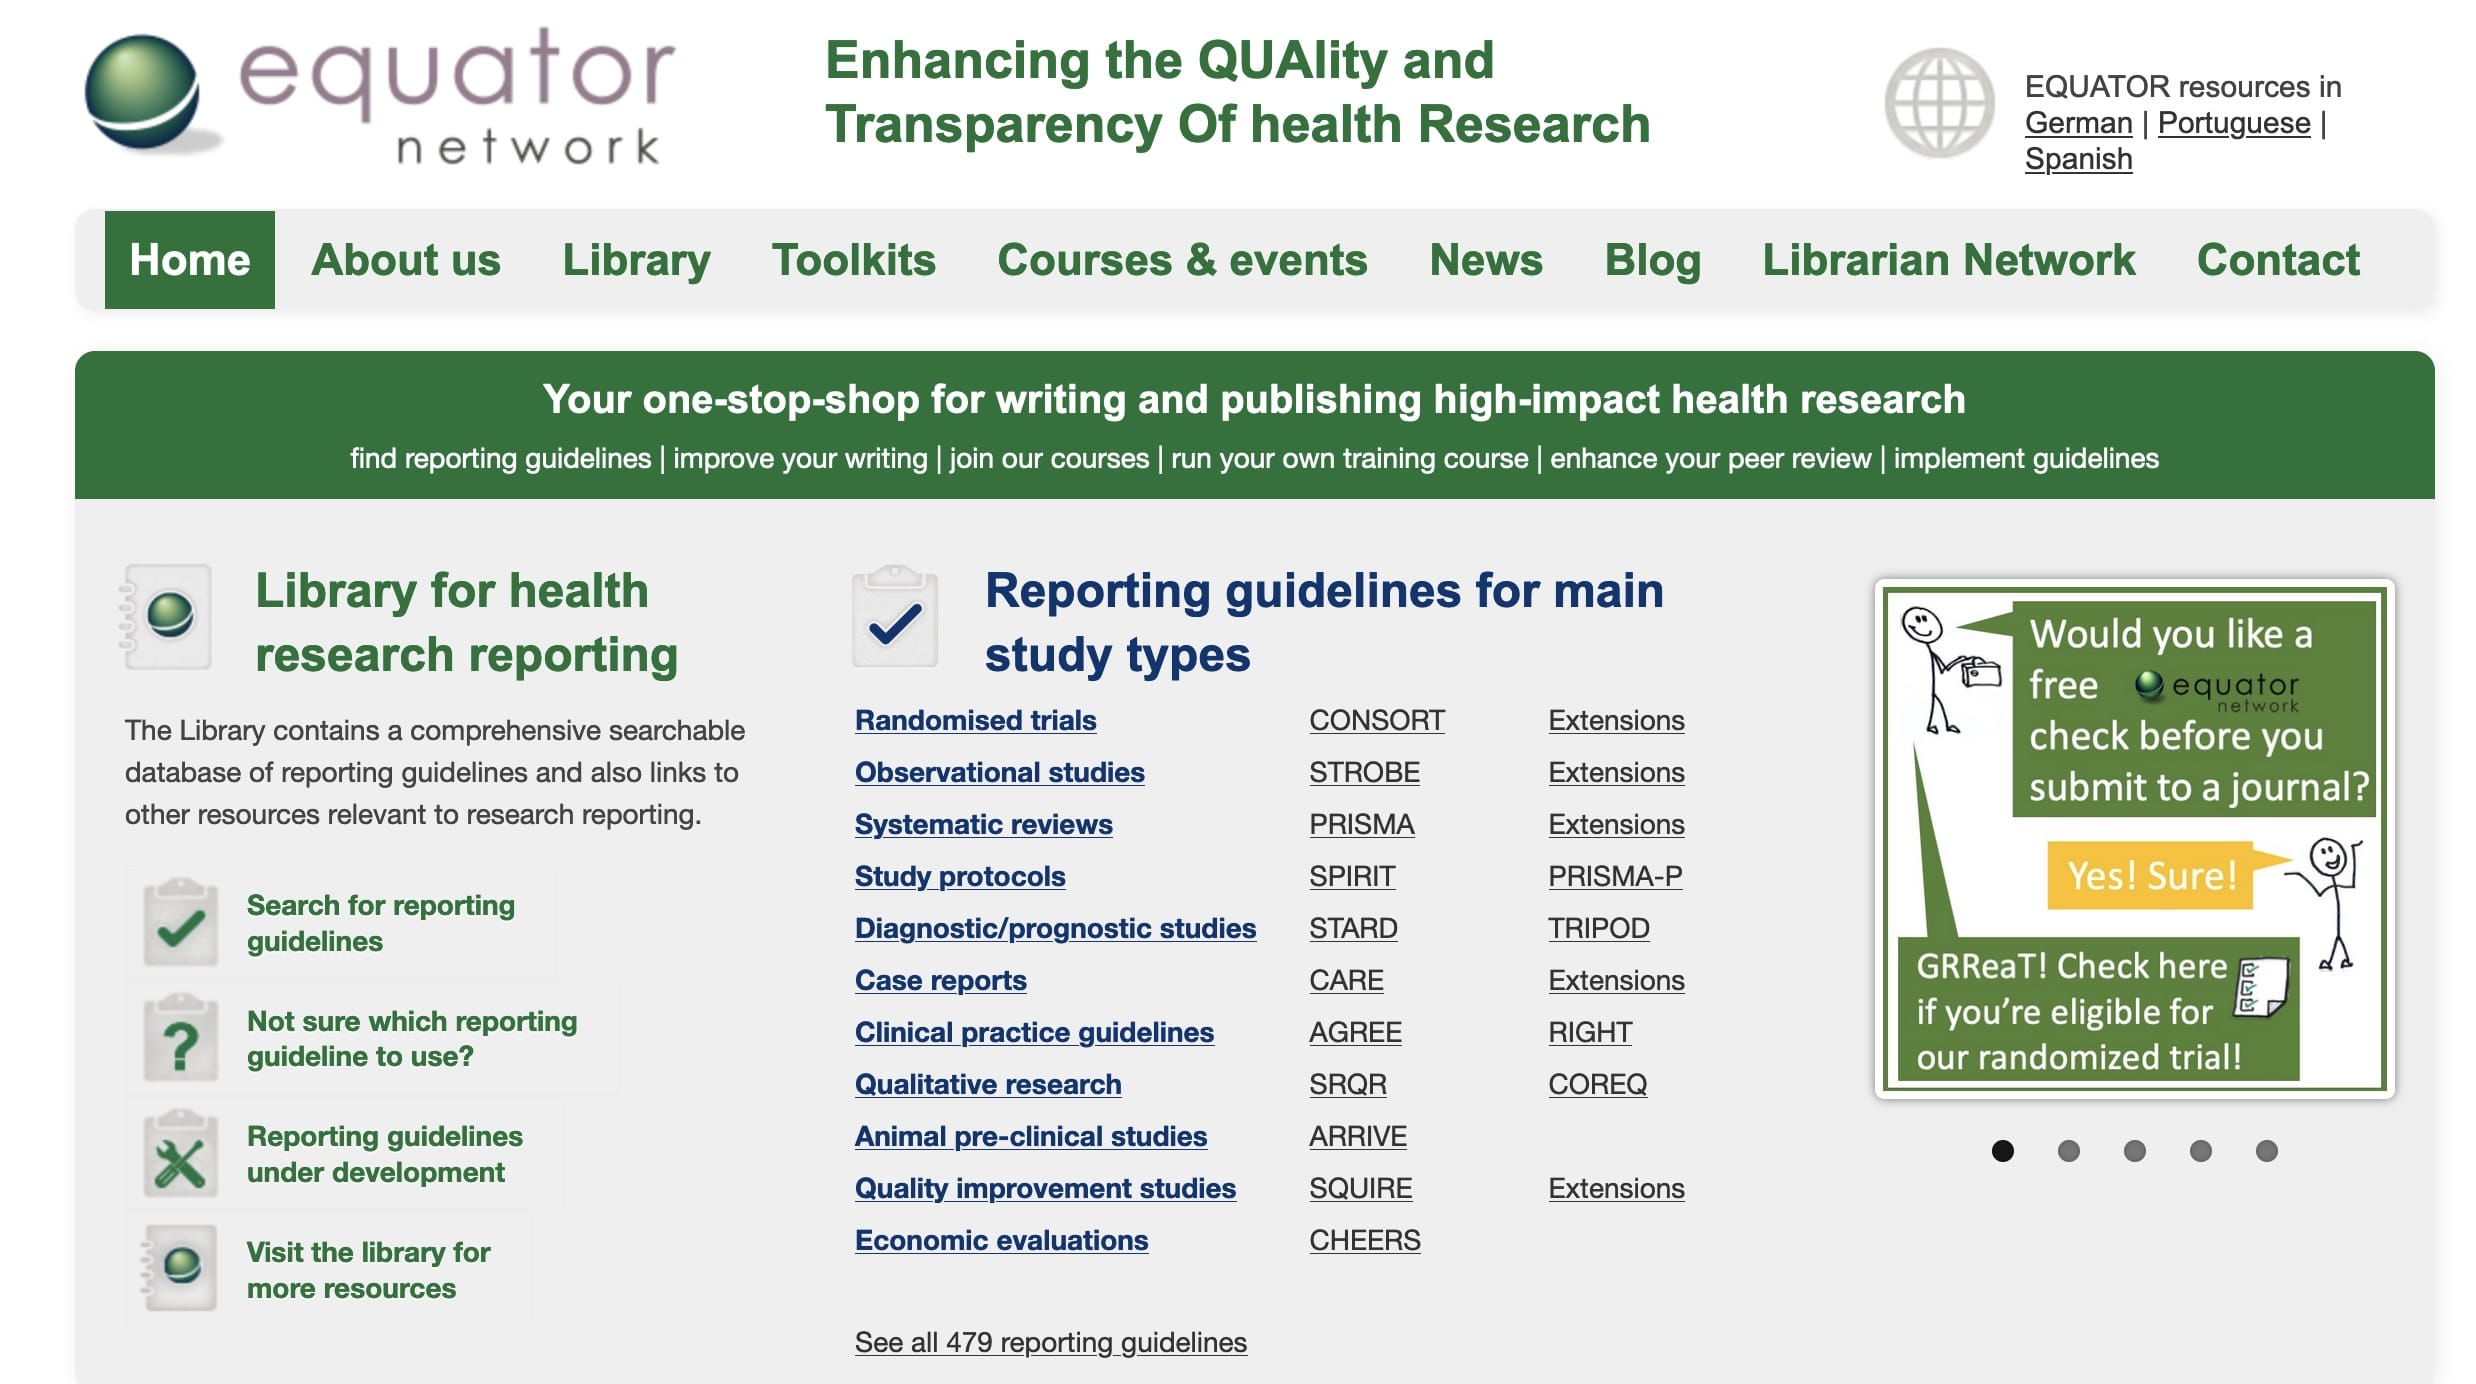 equator
network
Enhancing the QUAlity and
Transparency Of health Research
EQUATOR resources in
German | Portuguese |
Spanish
Home About us Library Toolkits Courses & events News Blog Librarian Network Contact
Your one-stop-shop for writing and publishing high-impact health research
find reporting guidelines | improve your writing | join our courses | run your own training course | enhance your peer review | implement guidelines
Library for health
research reporting
The Library contains a comprehensive searchable
database of reporting guidelines and also links to
other resources relevant to research reporting.
Search for reporting
guidelines
Not sure which reporting
guideline to use?
Reporting guidelines
under development
Visit the library for
more resources
Reporting guidelines for main
study types
Randomised trials CONSORT Extensions
Observational studies STROBE Extensions
Systematic reviews PRISMA Extensions
Study protocols SPIRIT PRISMA-P
Diagnostic/prognostic studies STARD TRIPOD
Case reports CARE Extensions
Clinical practice guidelines AGREE RIGHT
Qualitative research SRQR COREQ
Animal pre-clinical studies ARRIVE
Quality improvement studies SQUIRE Extensions
Economic evaluations CHEERS
See all 479 reporting guidelines
Would you like a
free equator
network
check before you
submit to a journal?
Yes! Sure!
GRReaT! Check here
if you’re eligible for
our randomized trial!